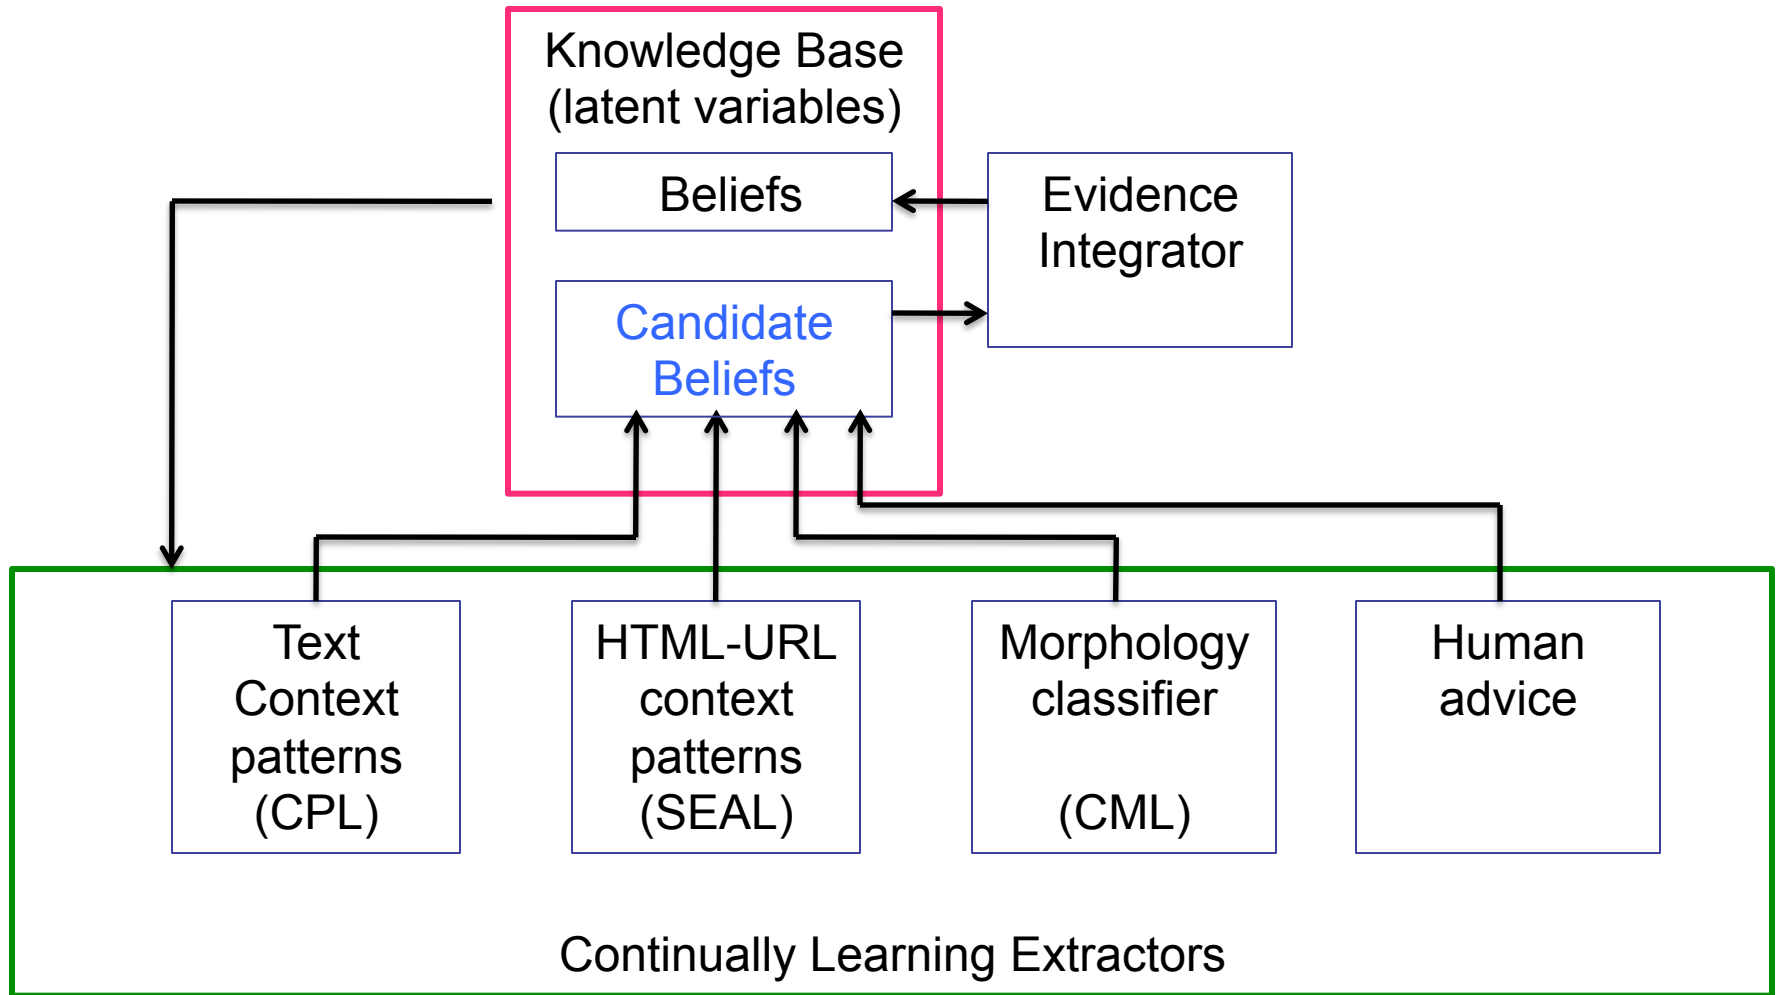 Knowledge Base
(latent variables)
Beliefs
Evidence
Integrator
Candidate
Beliefs
Text
Context
patterns
(CPL)
HTML-URL
context
patterns
(SEAL)
Morphology
classifier
(CML)
Human
advice
Continually Learning Extractors